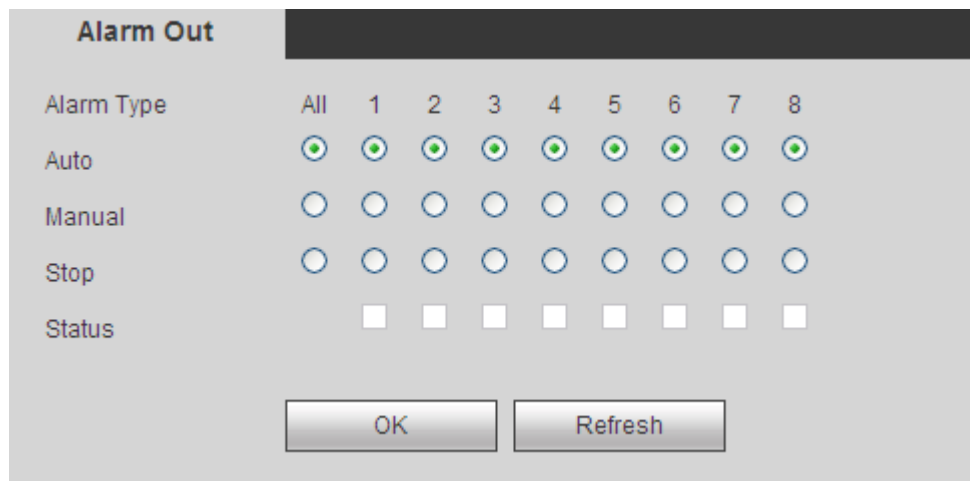 Alarm Out
Alarm Type All 1 2 3 4 5 6 7 8
Auto
Manual
Stop
Status
OK Refresh